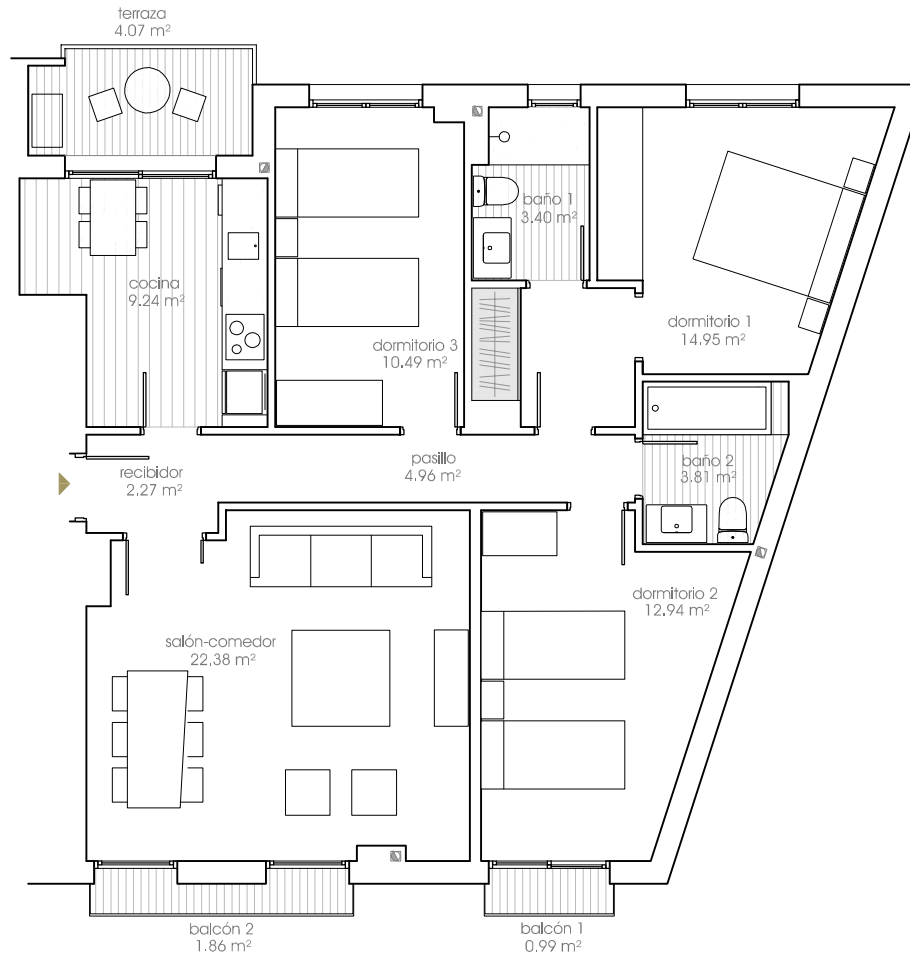 terraza
4.07 m²
baño 1
3.40 m²
cocina
9.24 m²
dormitorio 1
14.95 m²
dormitorio 3
10.49 m²
pasillo
4.96 m²
baño 2
3.81 m²
recibidor
2.27 m²
dormitorio 2
12.94 m²
salón-comedor
22,38 m²
balcón 2
1.86 m²
balcón 1
0.99 m²